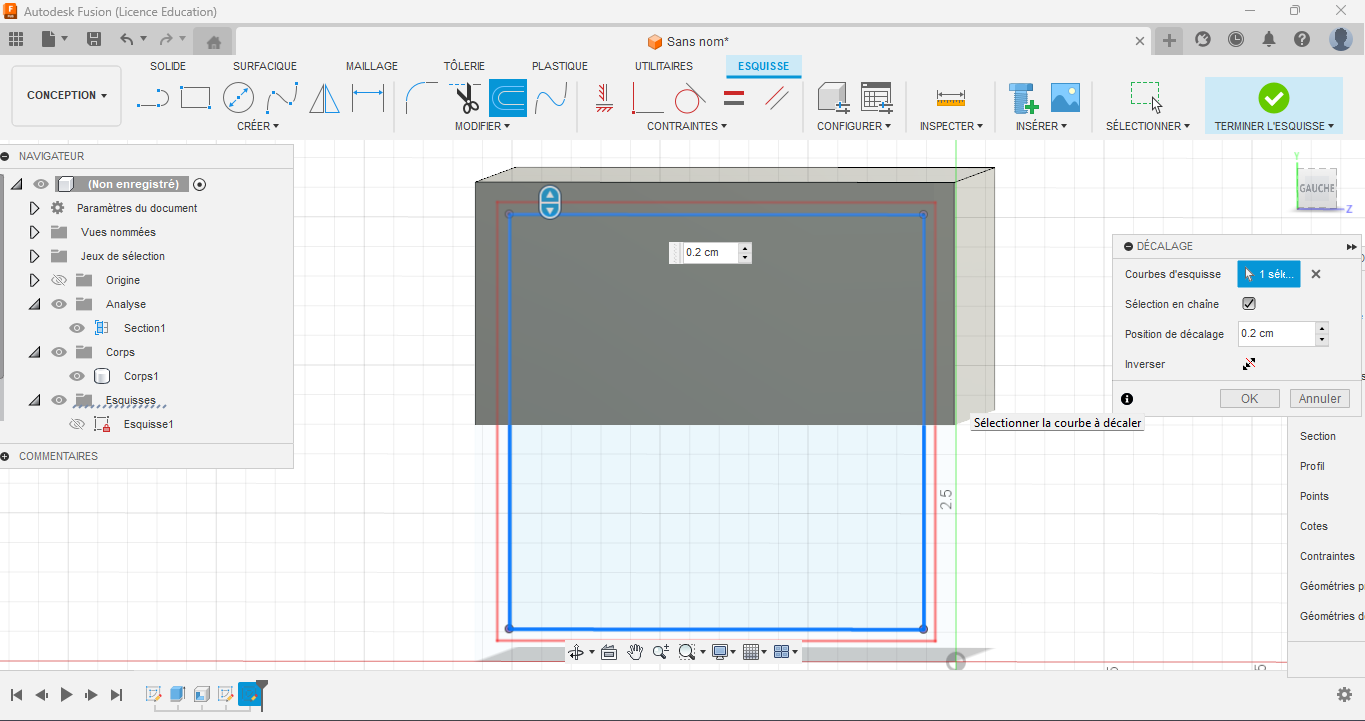 Autodesk Fusion (Licence Education)
Sans nom*
SOLIDE SURFACIQUE MAILLAGE TÔLERIE PLASTIQUE UTILITAIRES ESQUISSE
CONCEPTION
CRÉER MODIFIER CONTRAINTES CONFIGURER INSPECTER INSÉRER SÉLECTIONNER TERMINER L'ESQUISSE
NAVIGATEUR
(Non enregistré)
Paramètres du document
Vues nommées
Jeux de sélection
Origine
Analyse
Section1
Corps
Corps1
Esquisses
Esquisse1
COMMENTAIRES
0.2 cm
2.5
Y
GAUCHE
Z
DÉCALAGE
Courbes d'esquisse 1 sék...
Sélection en chaîne
Position de décalage 0.2 cm
Inverser
OK Annuler
Sélectionner la courbe à décaler
Section
Profil
Points
Cotes
Contraintes
Géométries p
Géométries d
5